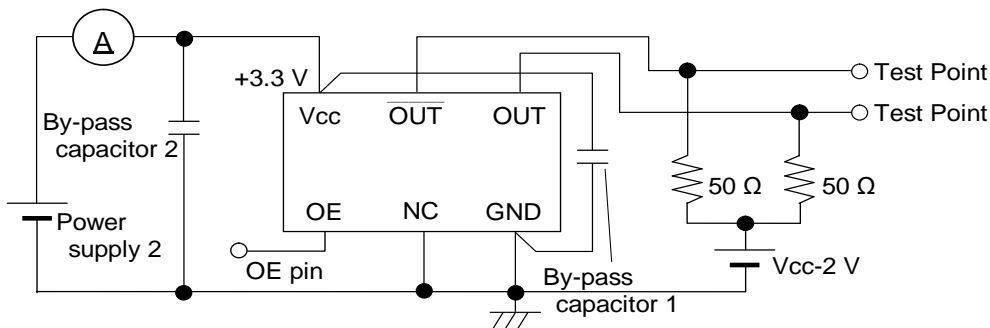 A
+3.3 V
Test Point
Vcc
OUT
OUT
Test Point
By-pass
capacitor 2
50 Ω
50 Ω
OE
NC
GND
Power
supply 2
OE pin
By-pass
capacitor 1
Vcc-2 V